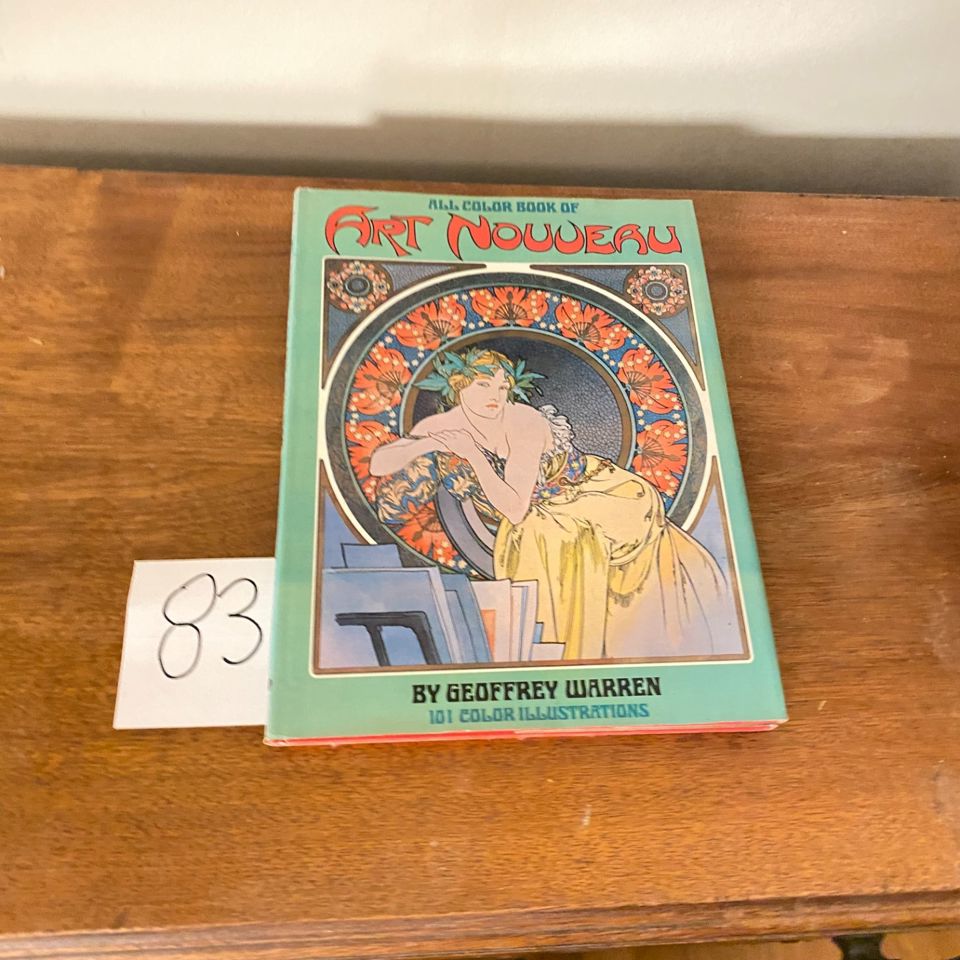 ALL COLOR BOOK OF
ART NOUVEAU
BY GEOFFREY WARREN
101 COLOR ILLUSTRATIONS
83